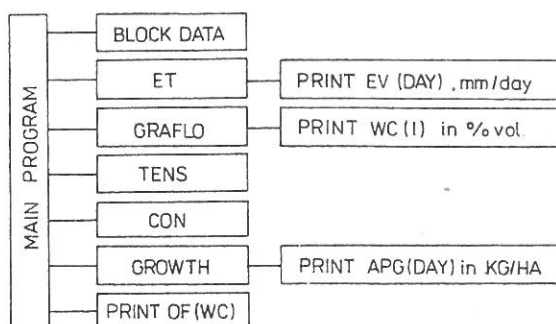 MAIN PROGRAM
BLOCK DATA
ET
PRINT EV(DAY) , mm/day
GRAFLO
PRINT WC(I) in % vol.
TENS
CON
GROWTH
PRINT APG(DAY) in KG/HA
PRINT OF(WC)